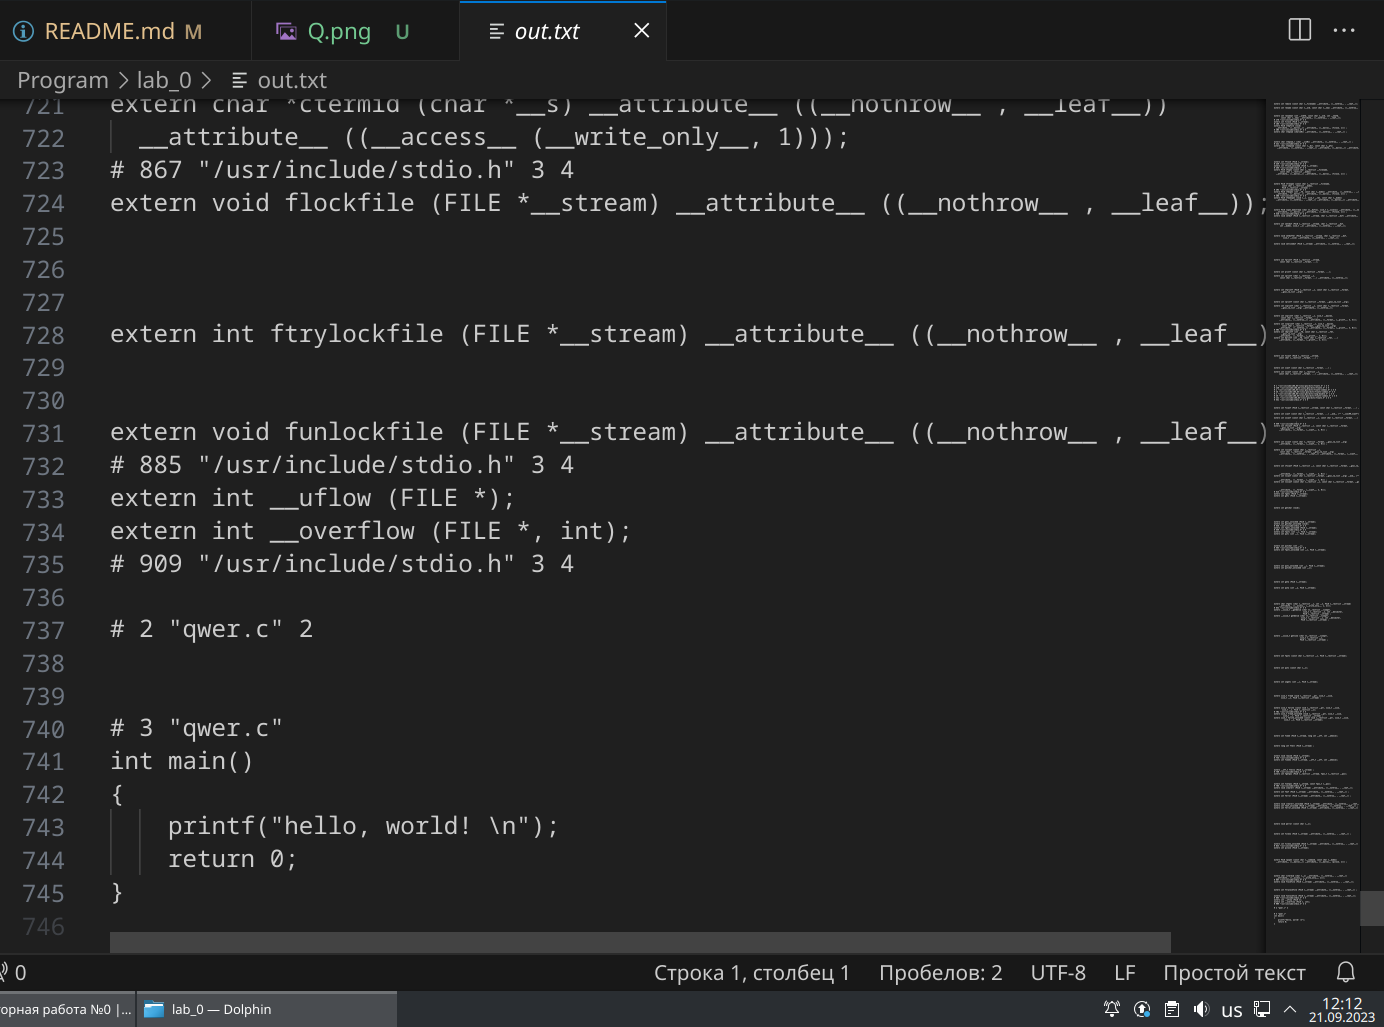 README.md M
Q.png U
out.txt
Program > lab_0 > out.txt
721 extern char *ctermid (char *__s) __attribute__ ((__nothrow__ , __leaf__))
722   __attribute__ ((__access__ (__write_only__, 1)));
723 # 867 "/usr/include/stdio.h" 3 4
724 extern void flockfile (FILE *__stream) __attribute__ ((__nothrow__ , __leaf__));
725
726
727
728 extern int ftrylockfile (FILE *__stream) __attribute__ ((__nothrow__ , __leaf__)
729
730
731 extern void funlockfile (FILE *__stream) __attribute__ ((__nothrow__ , __leaf__)
732 # 885 "/usr/include/stdio.h" 3 4
733 extern int __uflow (FILE *);
734 extern int __overflow (FILE *, int);
735 # 909 "/usr/include/stdio.h" 3 4
736
737 # 2 "qwer.c" 2
738
739
740 # 3 "qwer.c"
741 int main()
742 {
743     printf("hello, world! \n");
744     return 0;
745 }
746
0 Строка 1, столбец 1 Пробелов: 2 UTF-8 LF Простой текст
орная работа №0 |... lab_0 — Dolphin us 12:12
21.09.2023